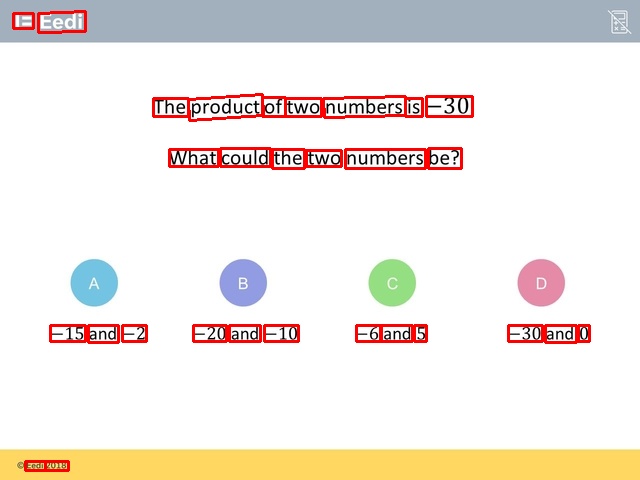 Eedi
The product of two numbers is −30
What could the two numbers be?
A B C D
−15 and −2 −20 and −10 −6 and 5 −30 and 0
© Eedi 2018